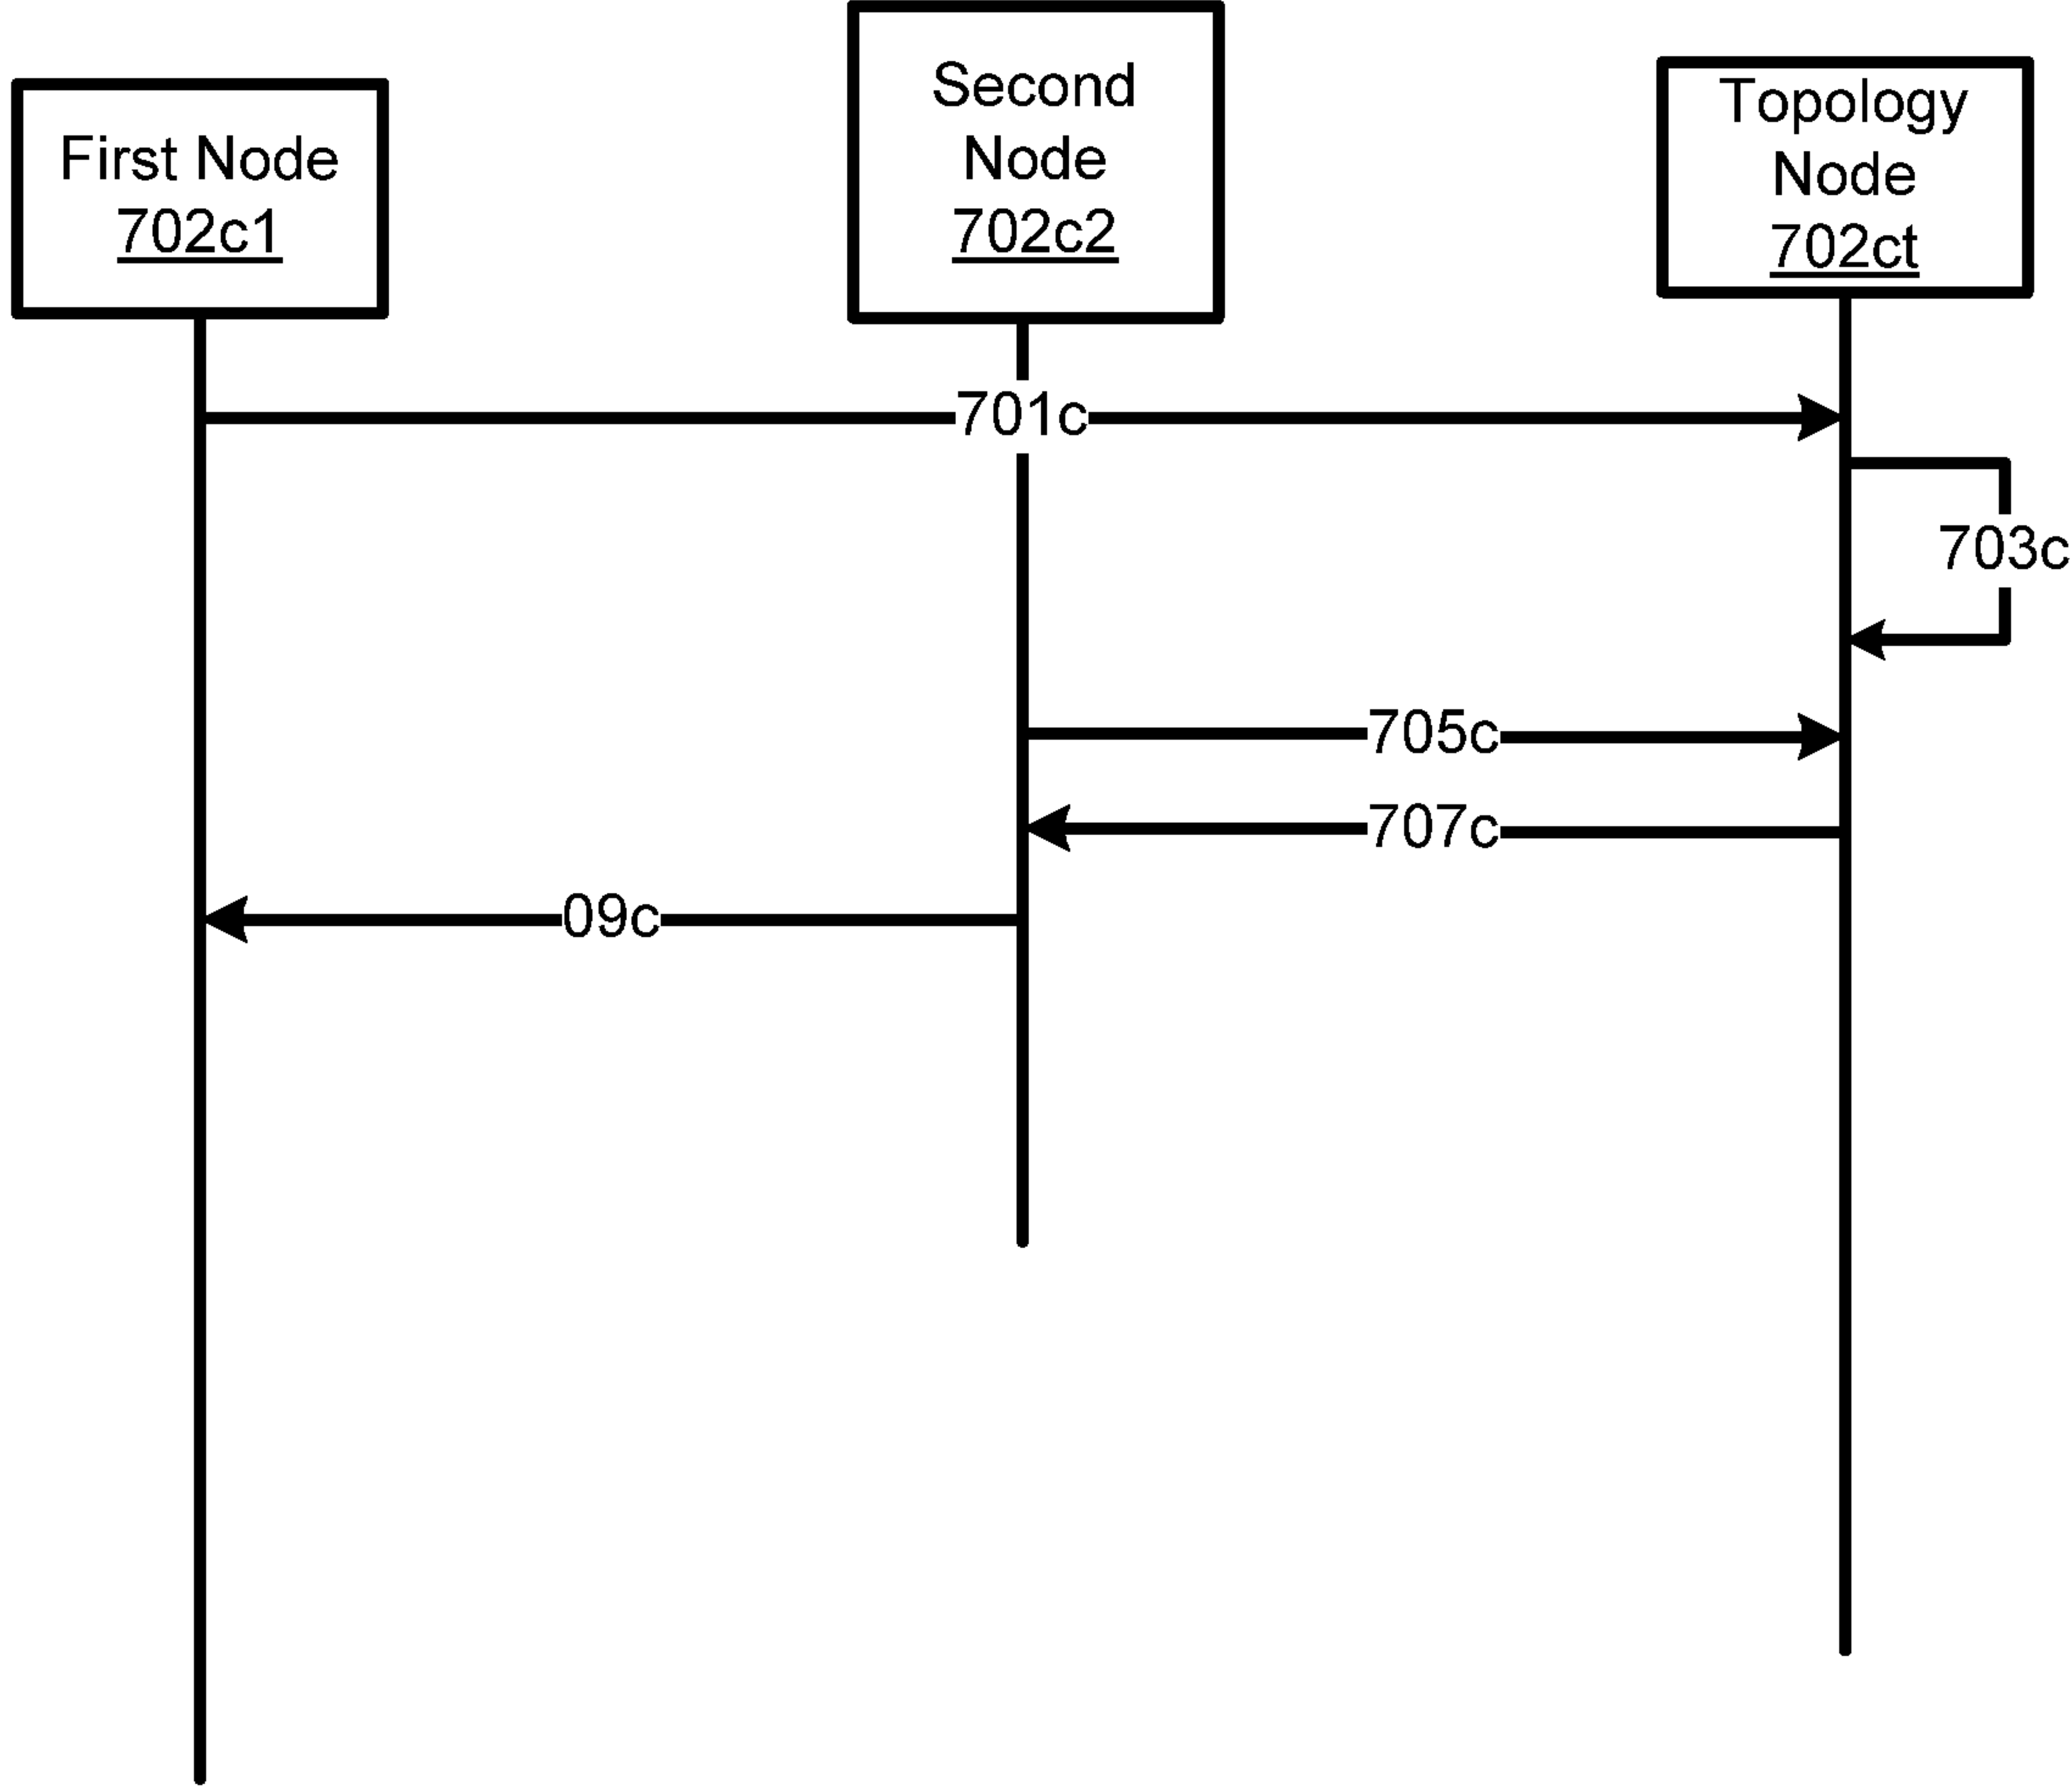 First Node
702c1
Second
Node
702c2
Topology
Node
702ct
701c
703c
705c
707c
09c